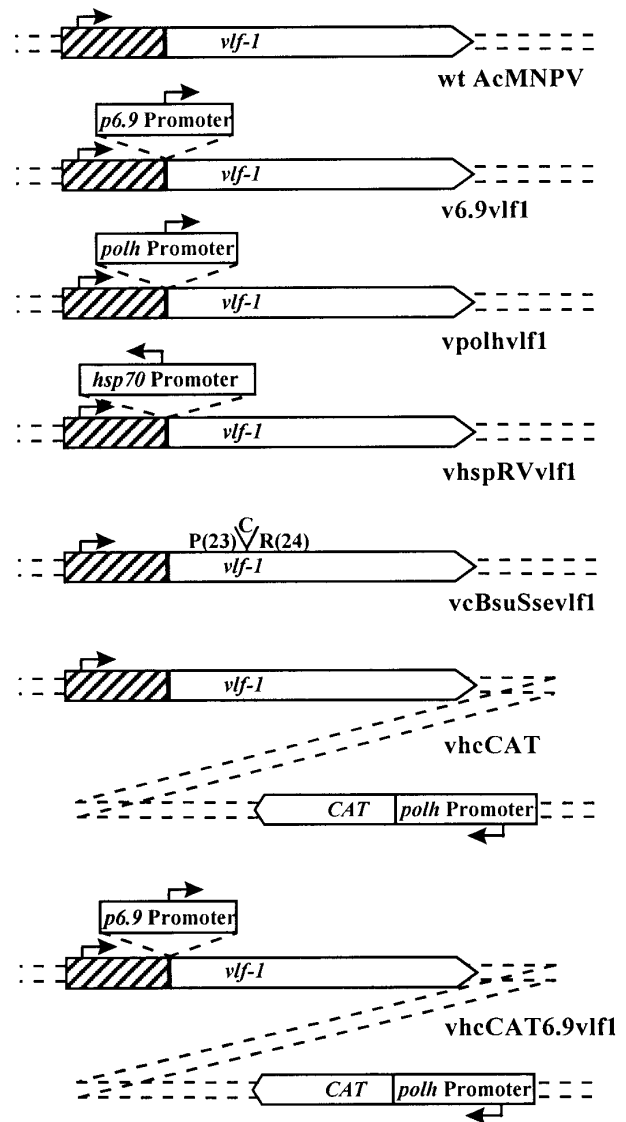 vlf-1
wt AcMNPV
p6.9 Promoter
vlf-1
v6.9vlf1
polh Promoter
vlf-1
vpolhvlf1
hsp70 Promoter
vlf-1
vhspRVvlf1
C
P(23) R(24)
vlf-1
vcBsuSsevlf1
vlf-1
vhcCAT
CAT polh Promoter
p6.9 Promoter
vlf-1
vhcCAT6.9vlf1
CAT polh Promoter